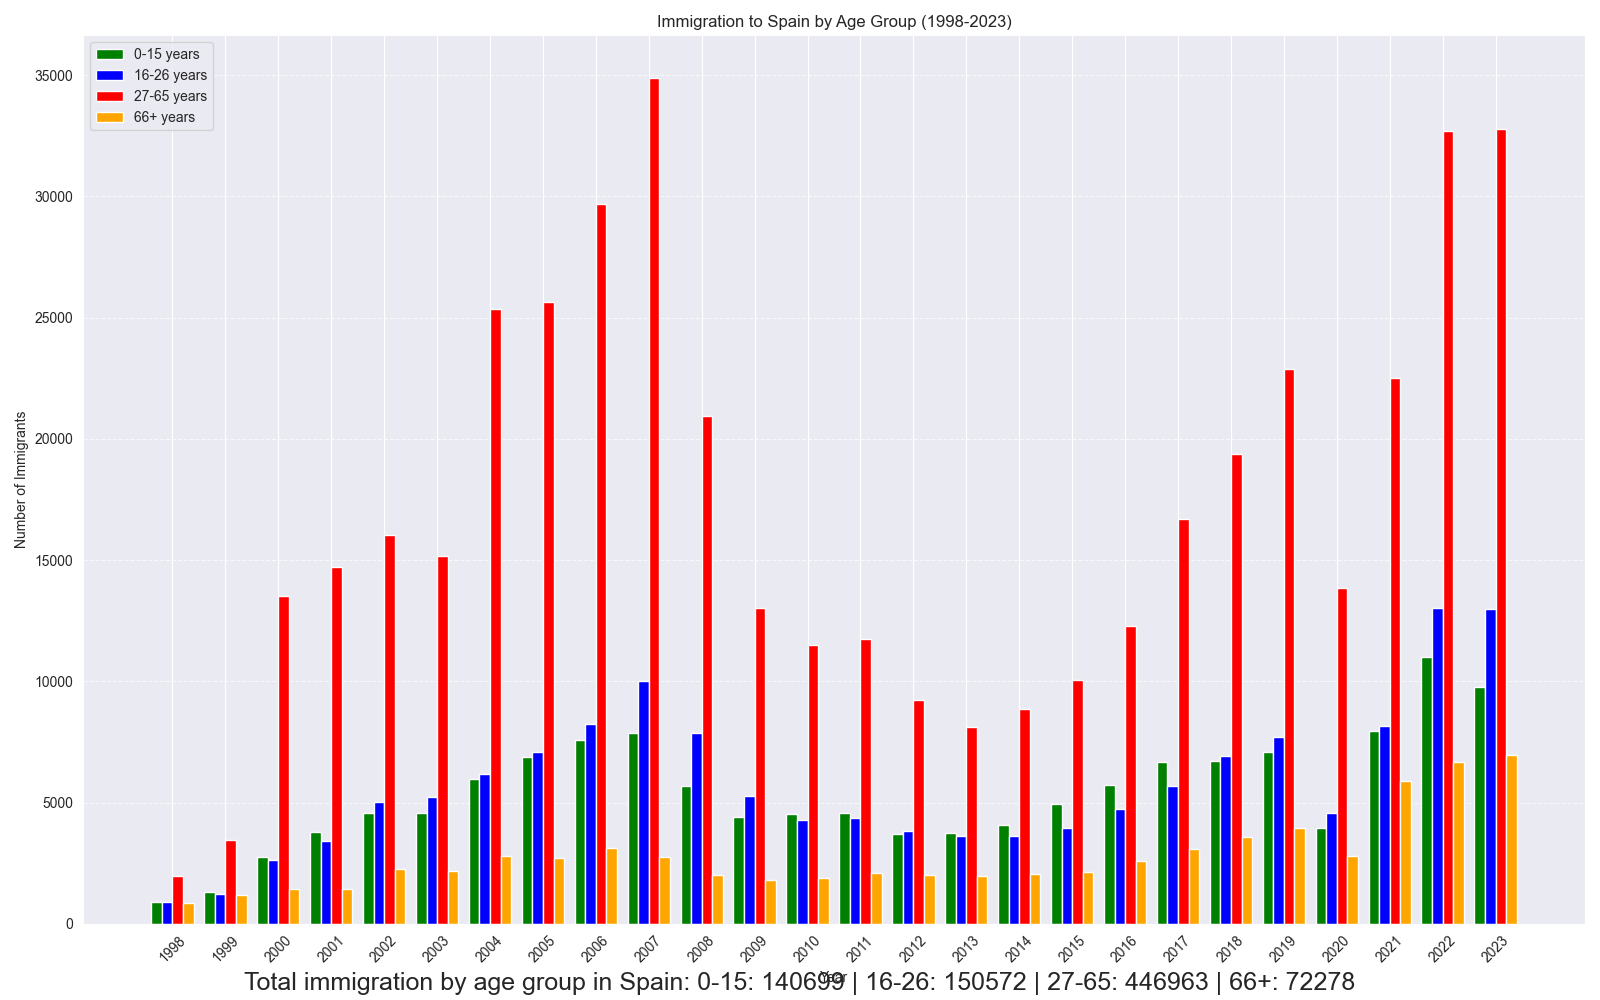 Immigration to Spain by Age Group (1998-2023)
0-15 years
16-26 years
27-65 years
66+ years
35000
30000
25000
20000
15000
10000
5000
0
Number of Immigrants
1998 1999 2000 2001 2002 2003 2004 2005 2006 2007 2008 2009 2010 2011 2012 2013 2014 2015 2016 2017 2018 2019 2020 2021 2022 2023
Year
Total immigration by age group in Spain: 0-15: 140699 | 16-26: 150572 | 27-65: 446963 | 66+: 72278